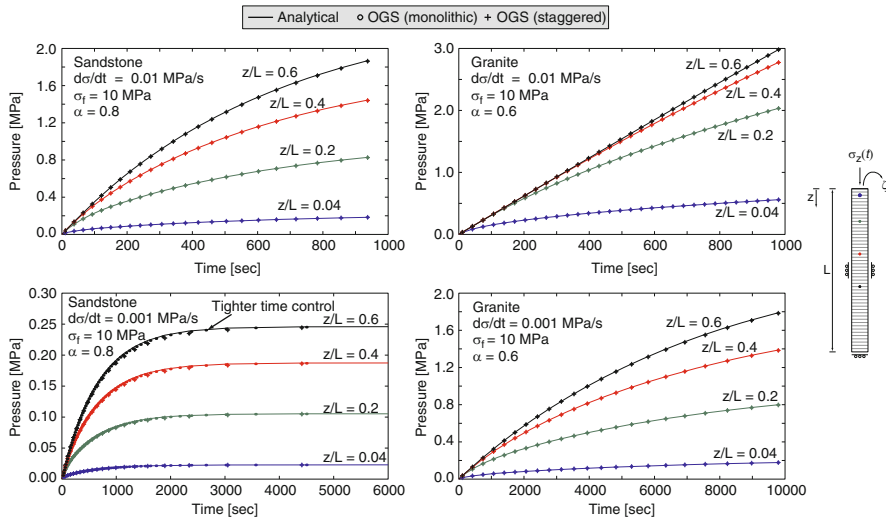 Analytical OGS (monolithic) + OGS (staggered)
2.0
1.6
1.2
0.8
0.4
0.0
Pressure [MPa]
Sandstone
dσ/dt = 0.01 MPa/s
σf = 10 MPa
α = 0.8
z/L = 0.6
z/L = 0.4
z/L = 0.2
z/L = 0.04
0 200 400 600 800 1000
Time [sec]
3.0
2.0
1.0
0.0
Pressure [MPa]
Granite
dσ/dt = 0.01 MPa/s
σf = 10 MPa
α = 0.6
z/L = 0.6
z/L = 0.4
z/L = 0.2
z/L = 0.04
0 200 400 600 800 1000
Time [sec]
0.30
0.25
0.20
0.15
0.10
0.05
0.00
Pressure [MPa]
Sandstone
dσ/dt = 0.001 MPa/s
σf = 10 MPa
α = 0.8
Tighter time control
z/L = 0.6
z/L = 0.4
z/L = 0.2
z/L = 0.04
0 1000 2000 3000 4000 5000 6000
Time [sec]
2.0
1.6
1.2
0.8
0.4
0.0
Pressure [MPa]
Granite
dσ/dt = 0.001 MPa/s
σf = 10 MPa
α = 0.6
z/L = 0.6
z/L = 0.4
z/L = 0.2
z/L = 0.04
0 2000 4000 6000 8000 10000
Time [sec]
σz(t)
z
L